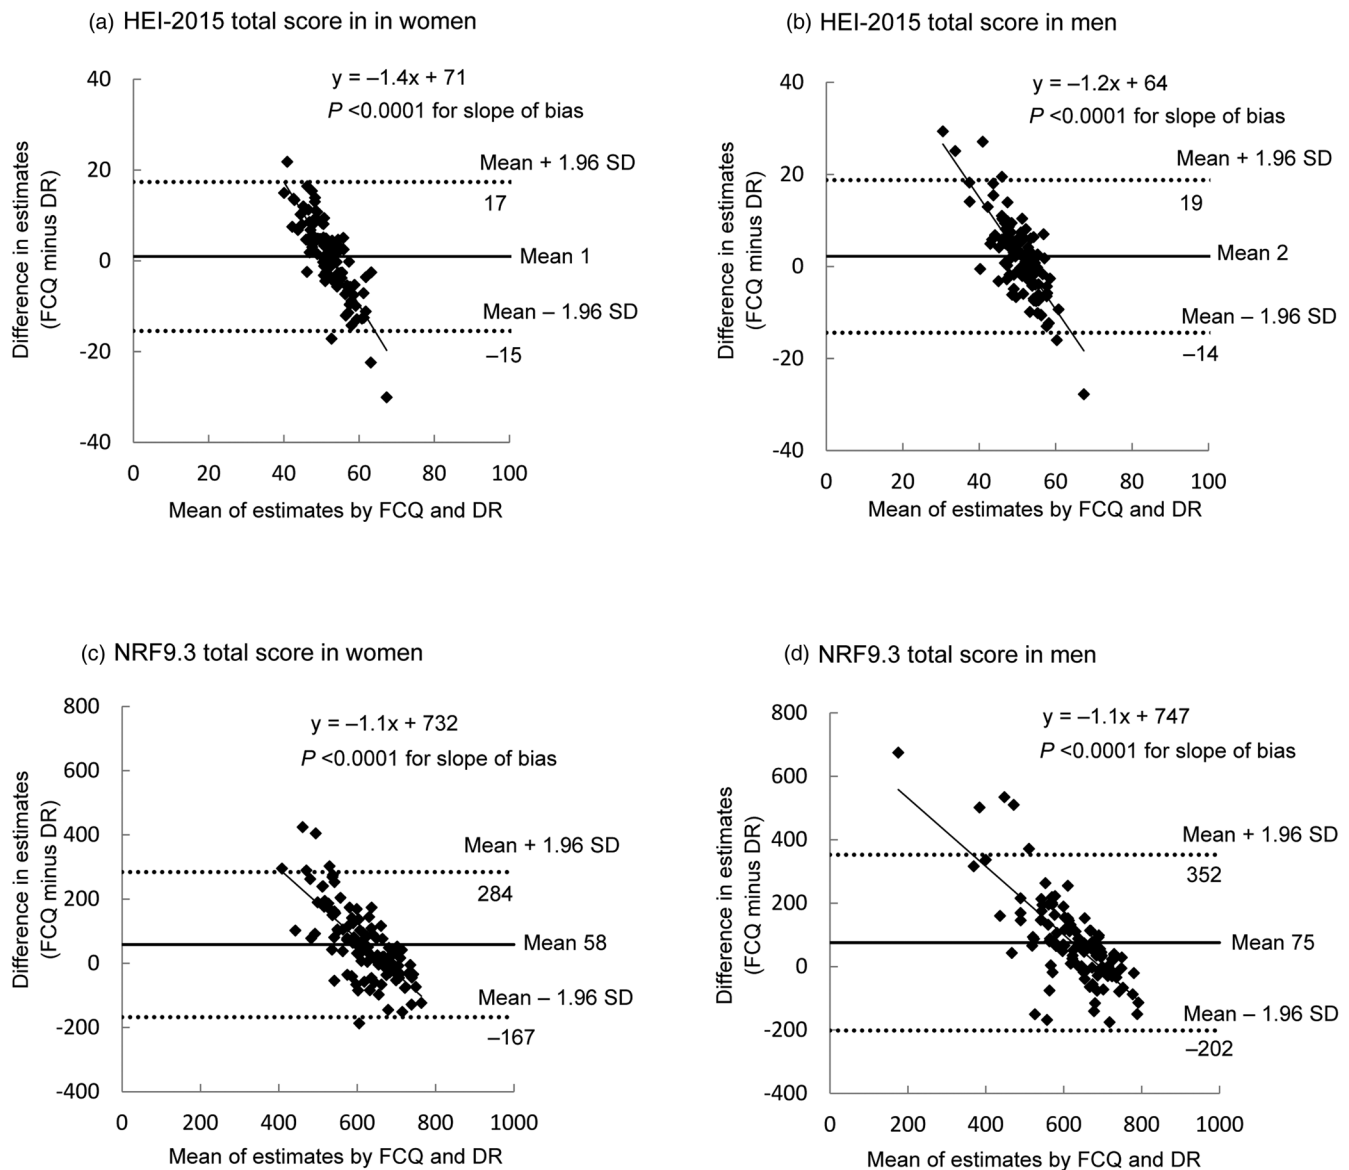 (a) HEI-2015 total score in in women
y = –1.4x + 71
P <0.0001 for slope of bias
Difference in estimates
(FCQ minus DR)
40
20
0
-20
-40
Mean + 1.96 SD
17
Mean 1
Mean – 1.96 SD
–15
0 20 40 60 80 100
Mean of estimates by FCQ and DR
(b) HEI-2015 total score in men
y = –1.2x + 64
P <0.0001 for slope of bias
Difference in estimates
(FCQ minus DR)
40
20
0
-20
-40
Mean + 1.96 SD
19
Mean 2
Mean – 1.96 SD
–14
0 20 40 60 80 100
Mean of estimates by FCQ and DR
(c) NRF9.3 total score in women
y = –1.1x + 732
P <0.0001 for slope of bias
Difference in estimates
(FCQ minus DR)
800
600
400
200
0
-200
-400
Mean + 1.96 SD
284
Mean 58
Mean – 1.96 SD
–167
0 200 400 600 800 1000
Mean of estimates by FCQ and DR
(d) NRF9.3 total score in men
y = –1.1x + 747
P <0.0001 for slope of bias
Difference in estimates
(FCQ minus DR)
800
600
400
200
0
-200
-400
Mean + 1.96 SD
352
Mean 75
Mean – 1.96 SD
–202
0 200 400 600 800 1000
Mean of estimates by FCQ and DR